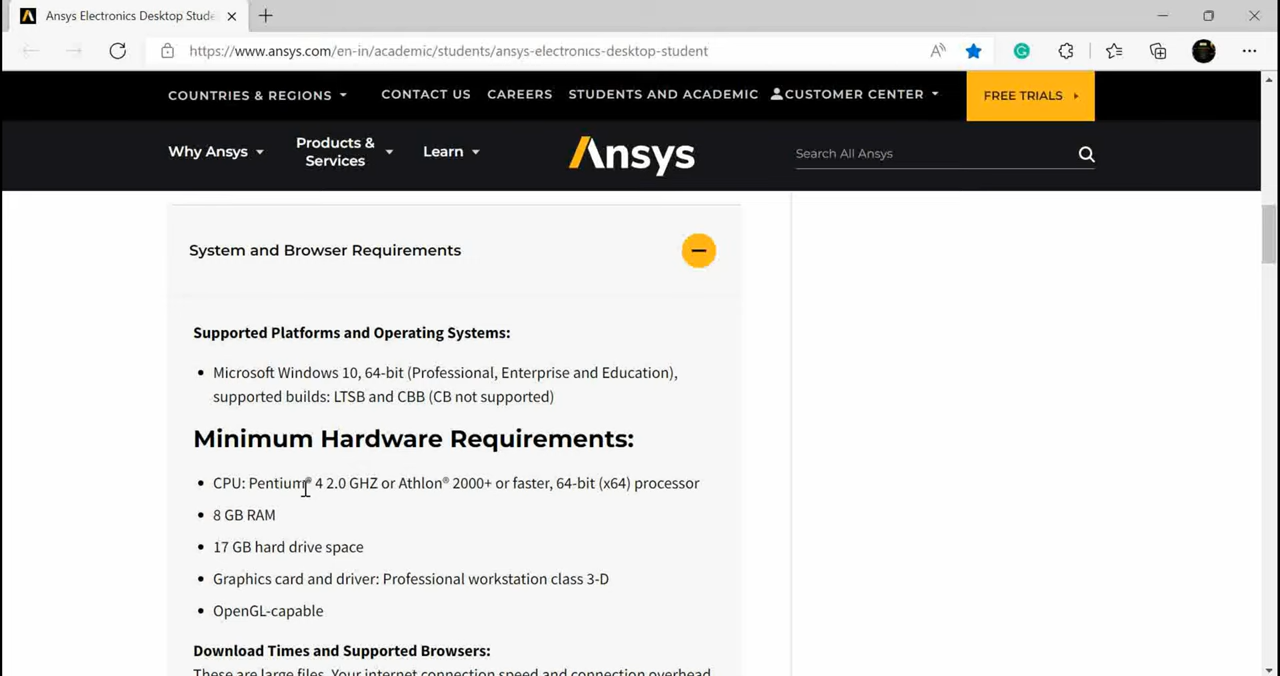 Ansys Electronics Desktop Stude
https://www.ansys.com/en-in/academic/students/ansys-electronics-desktop-student
COUNTRIES & REGIONS CONTACT US CAREERS STUDENTS AND ACADEMIC CUSTOMER CENTER FREE TRIALS
Why Ansys Products & Services Learn Ansys Search All Ansys
System and Browser Requirements
Supported Platforms and Operating Systems:
• Microsoft Windows 10, 64-bit (Professional, Enterprise and Education),
supported builds: LTSB and CBB (CB not supported)
Minimum Hardware Requirements:
• CPU: Pentium® 4 2.0 GHZ or Athlon® 2000+ or faster, 64-bit (x64) processor
• 8 GB RAM
• 17 GB hard drive space
• Graphics card and driver: Professional workstation class 3-D
• OpenGL-capable
Download Times and Supported Browsers:
These are large files. Your internet connection speed and connection overhead